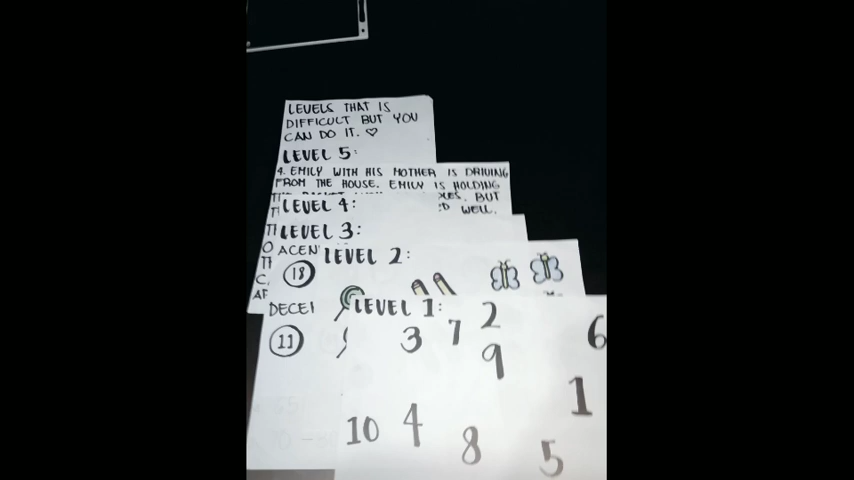 LEVELS THAT IS
DIFFICULT BUT YOU
CAN DO IT. ♡
LEVEL 5:
4. EMILY WITH HIS MOTHER IS DRIVING
FROM THE HOUSE. EMILY IS HOLDING
BUT
WELL.
LEVEL 4:
LEVEL 3:
LEVEL 2:
18
LEVEL 1:
11
3 7 2
9
6
1
10 4
8 5